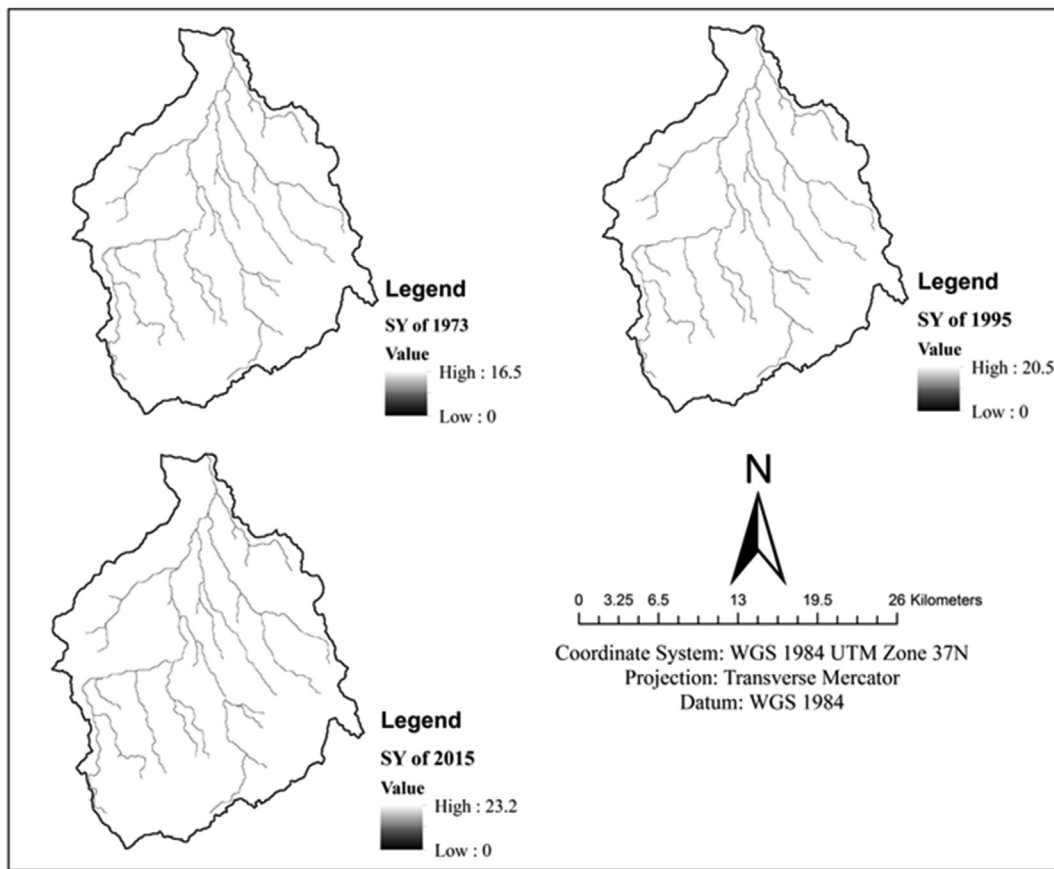 Legend
SY of 1973
Value
High : 16.5
Low : 0
Legend
SY of 1995
Value
High : 20.5
Low : 0
Legend
SY of 2015
Value
High : 23.2
Low : 0
N
0 3.25 6.5 13 19.5 26 Kilometers
Coordinate System: WGS 1984 UTM Zone 37N
Projection: Transverse Mercator
Datum: WGS 1984